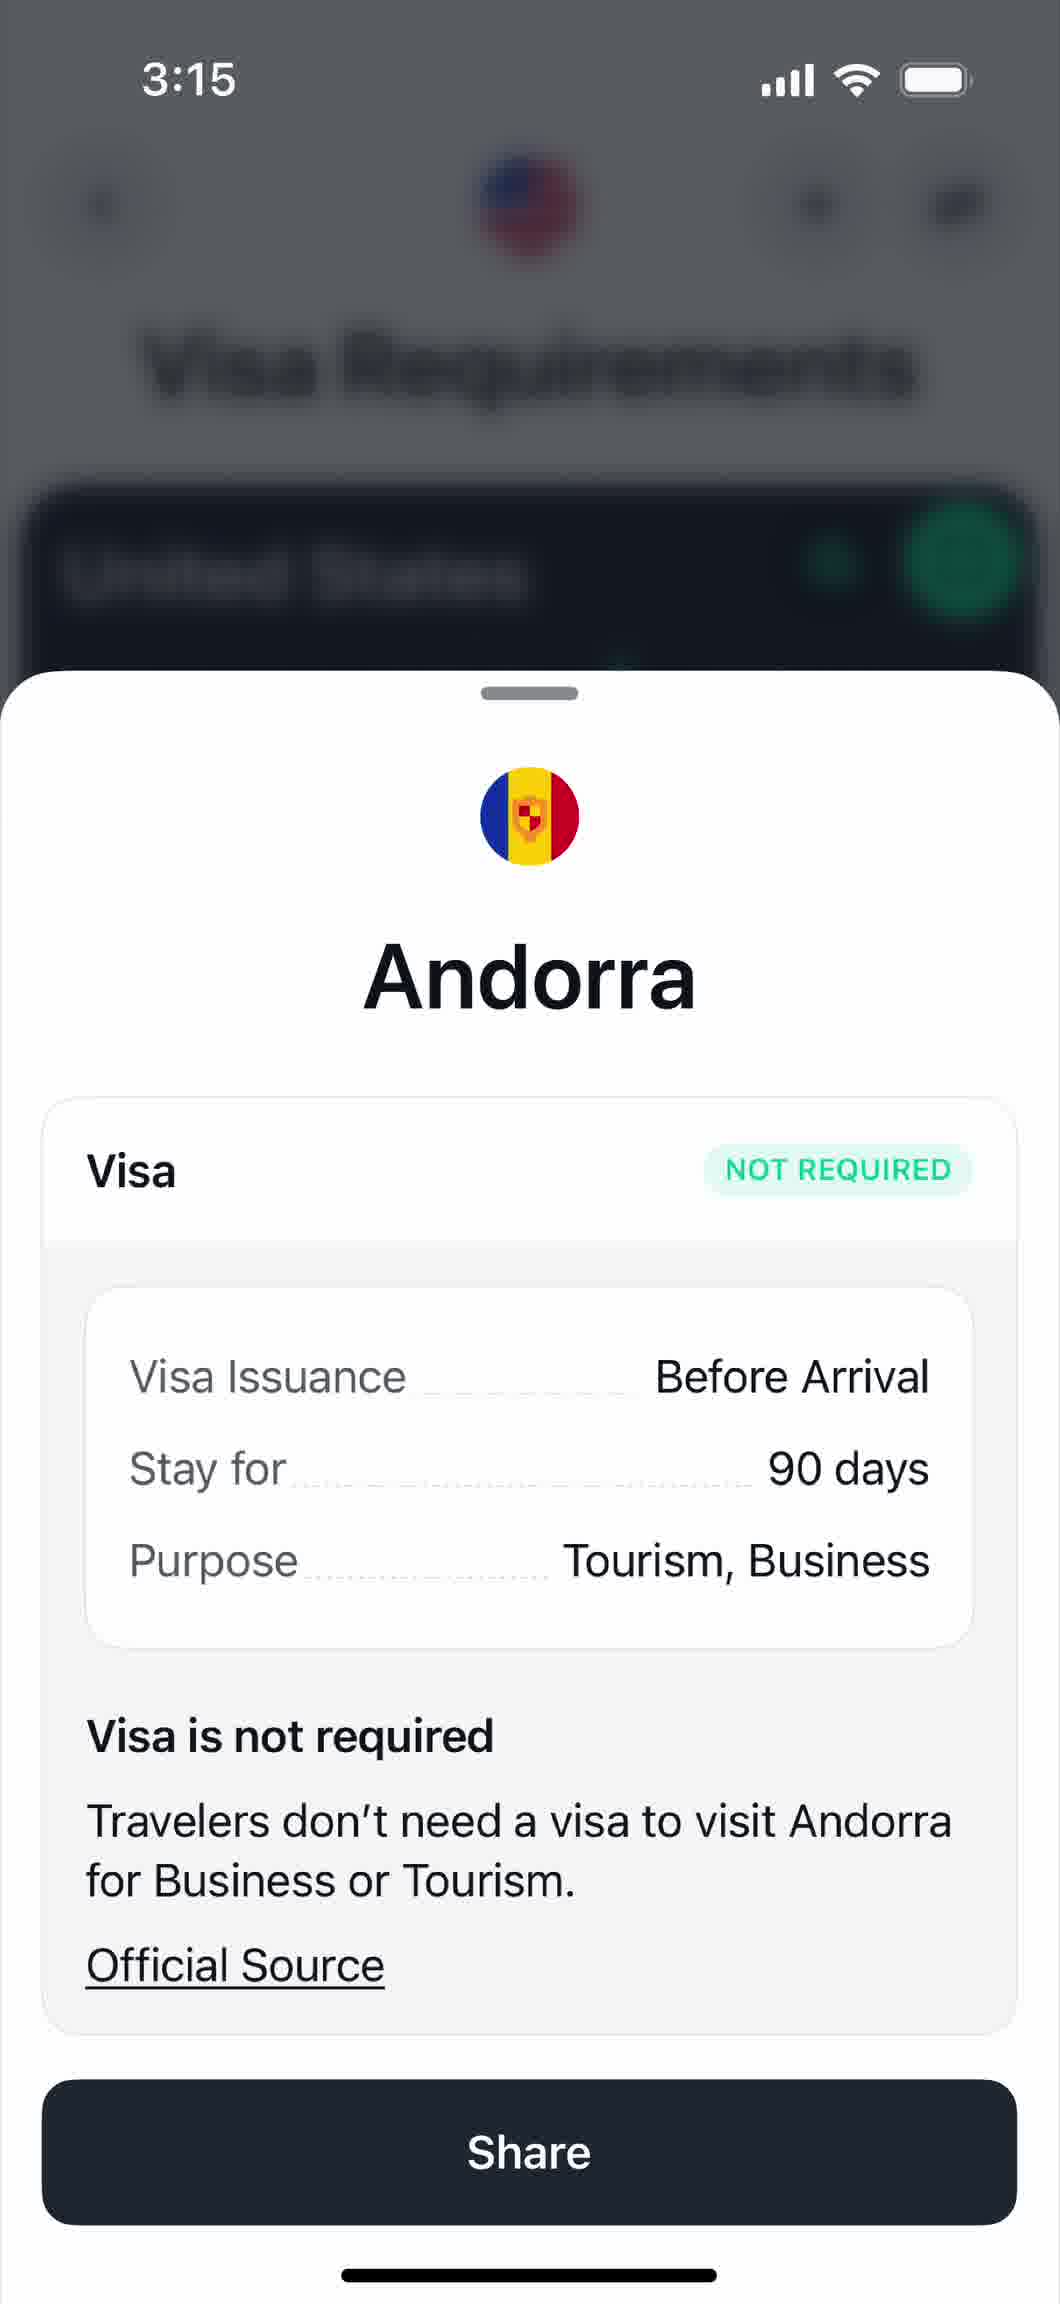 3:15
Visa Requirements
United States
Andorra
Visa
NOT REQUIRED
Visa Issuance
Before Arrival
Stay for
90 days
Purpose
Tourism, Business
Visa is not required
Travelers don’t need a visa to visit Andorra
for Business or Tourism.
Official Source
Share